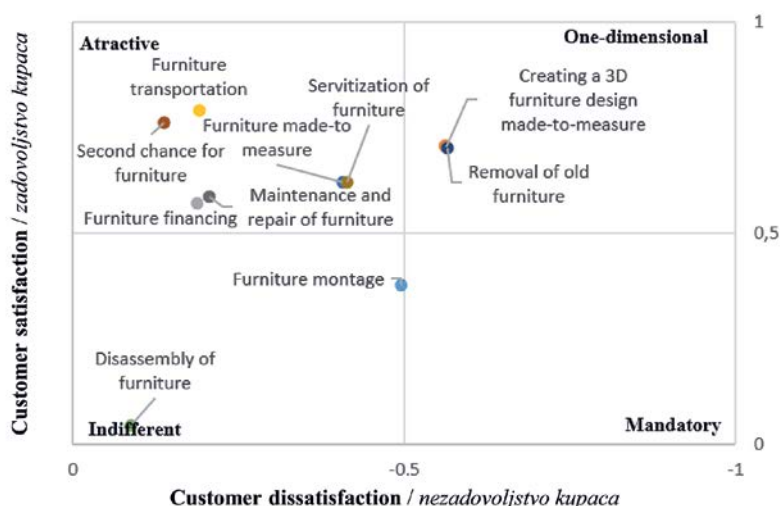 Atractive
One-dimensional
1
Furniture
transportation
Servitization of
furniture
Creating a 3D
furniture design
made-to-measure
Second chance for
furniture
Furniture made-to
measure
Removal of old
furniture
Furniture financing
Maintenance and
repair of furniture
0,5
Furniture montage
Disassembly of
furniture
Indifferent
Mandatory
0
0
-0.5
-1
Customer satisfaction / zadovoljstvo kupaca
Customer dissatisfaction / nezadovoljstvo kupaca